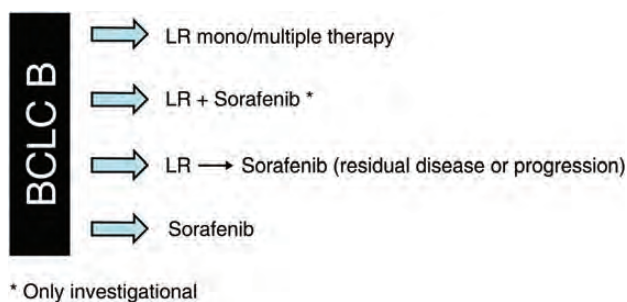 BCLC B
LR mono/multiple therapy
LR + Sorafenib *
LR ⟶ Sorafenib (residual disease or progression)
Sorafenib
* Only investigational